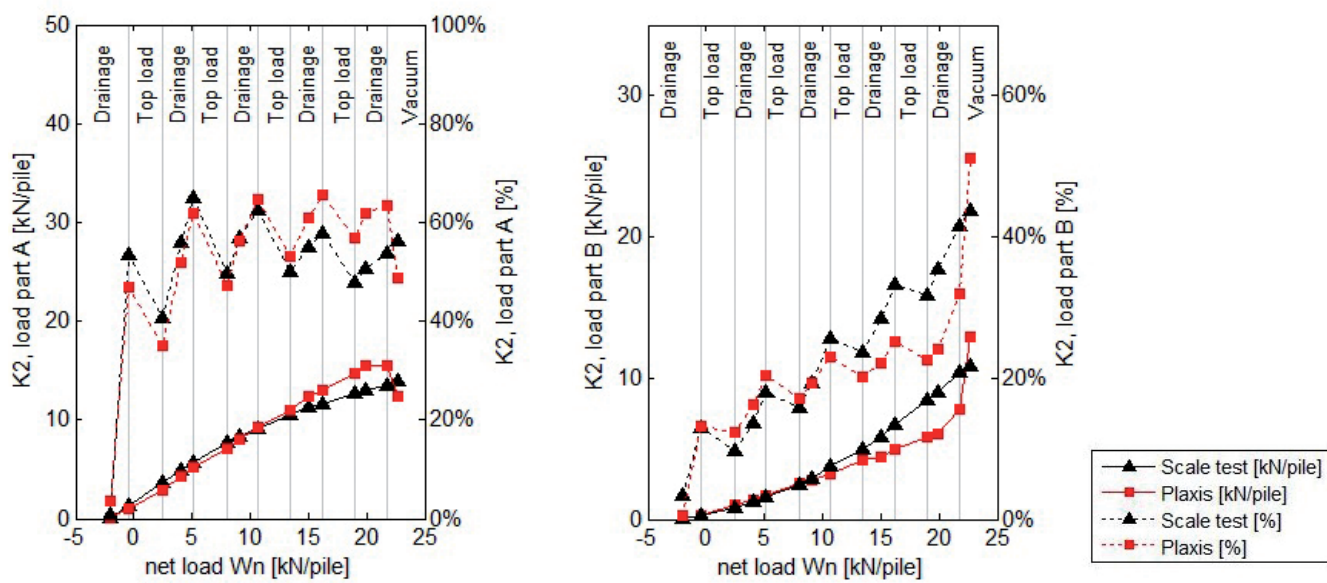 50
40
30
20
10
0
K2, load part A [kN/pile]
Drainage
Top load
Drainage
Top load
Drainage
Top load
Drainage
Top load
Drainage
Vacuum
100%
80%
60%
40%
20%
0%
K2, load part A [%]
-5 0 5 10 15 20 25
net load Wn [kN/pile]
30
20
10
0
K2, load part B [kN/pile]
Drainage
Top load
Drainage
Top load
Drainage
Top load
Drainage
Top load
Drainage
Vacuum
60%
40%
20%
0%
K2, load part B [%]
-5 0 5 10 15 20 25
net load Wn [kN/pile]
Scale test [kN/pile]
Plaxis [kN/pile]
Scale test [%]
Plaxis [%]